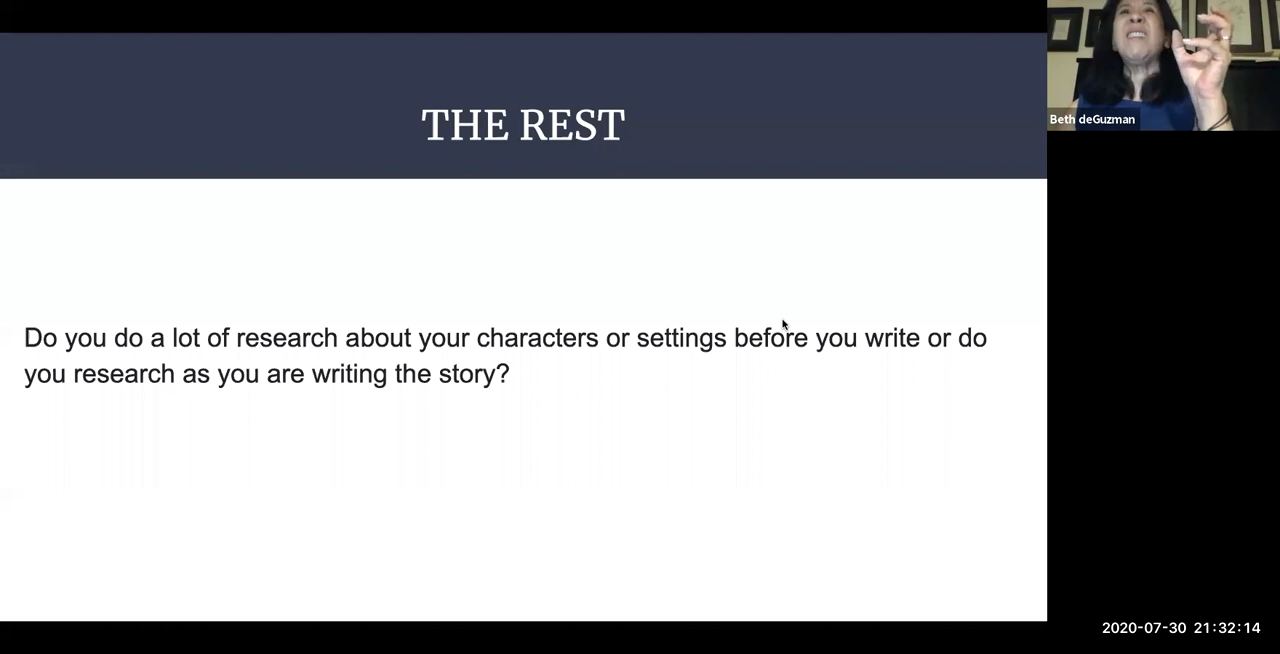 THE REST
Beth deGuzman
Do you do a lot of research about your characters or settings before you write or do
you research as you are writing the story?
2020-07-30 21:32:14